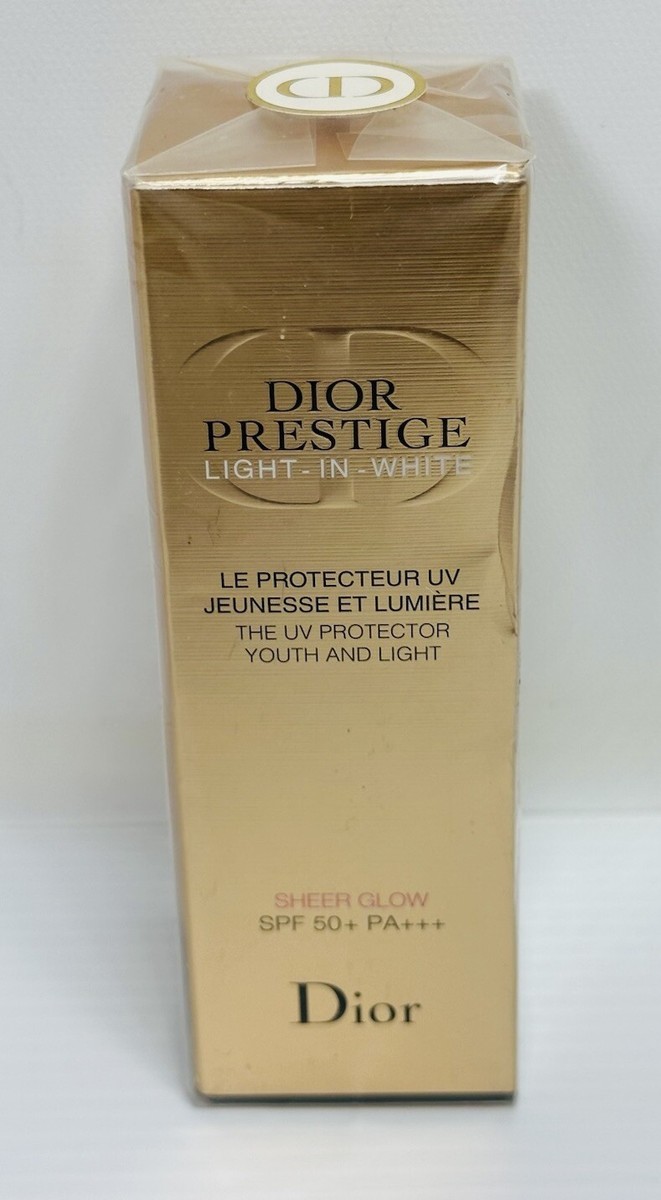 CD
DIOR
PRESTIGE
LIGHT-IN-WHITE
LE PROTECTEUR UV
JEUNESSE ET LUMIÈRE
THE UV PROTECTOR
YOUTH AND LIGHT
SHEER GLOW
SPF 50+ PA+++
Dior